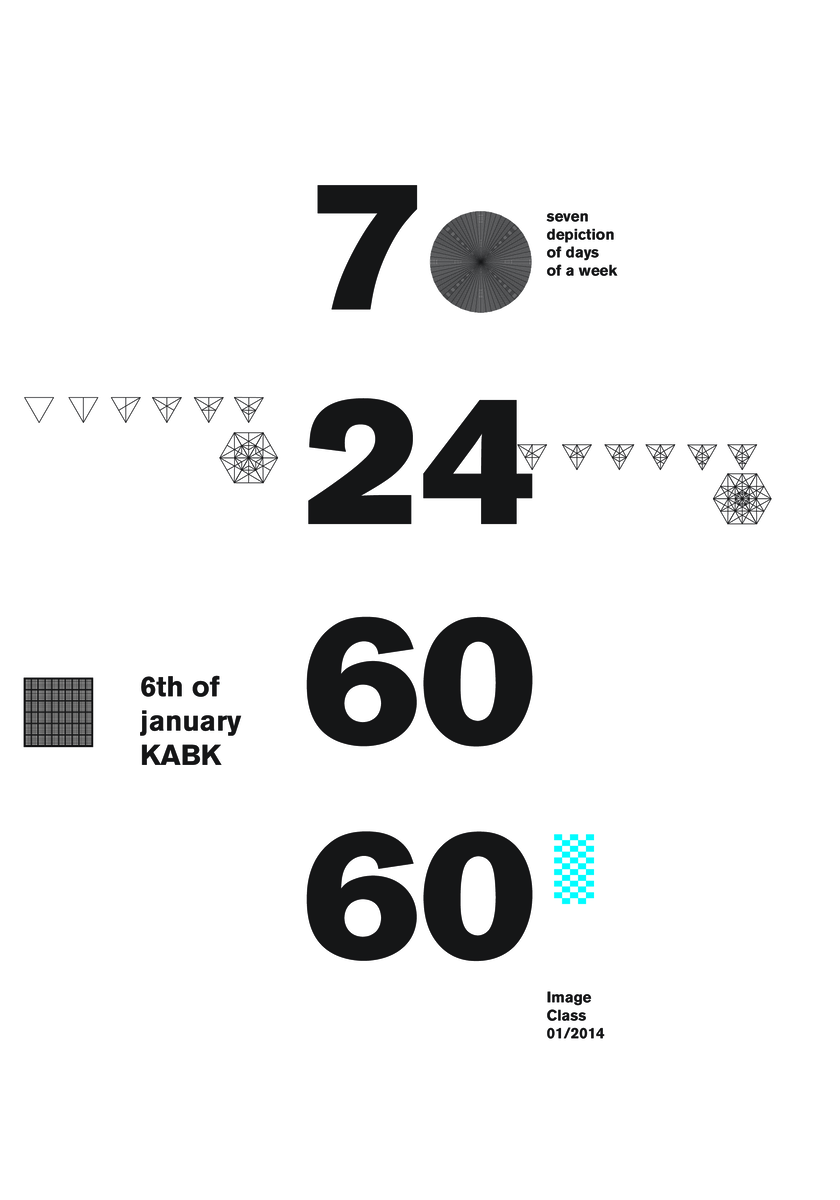 7
seven
depiction
of days
of a week
24
60
6th of
january
KABK
60
Image
Class
01/2014